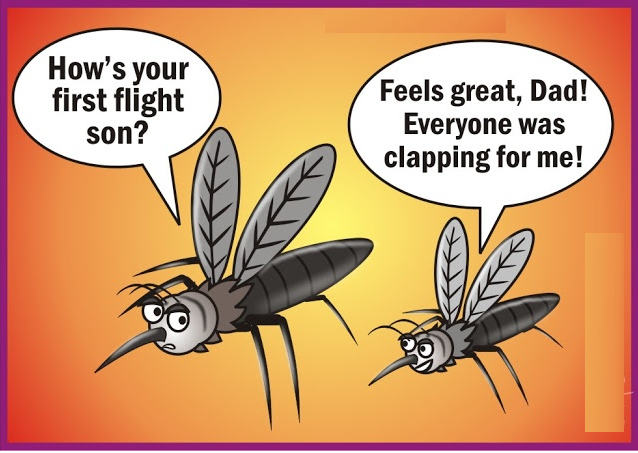 How's your
first flight
son?
Feels great, Dad!
Everyone was
clapping for me!